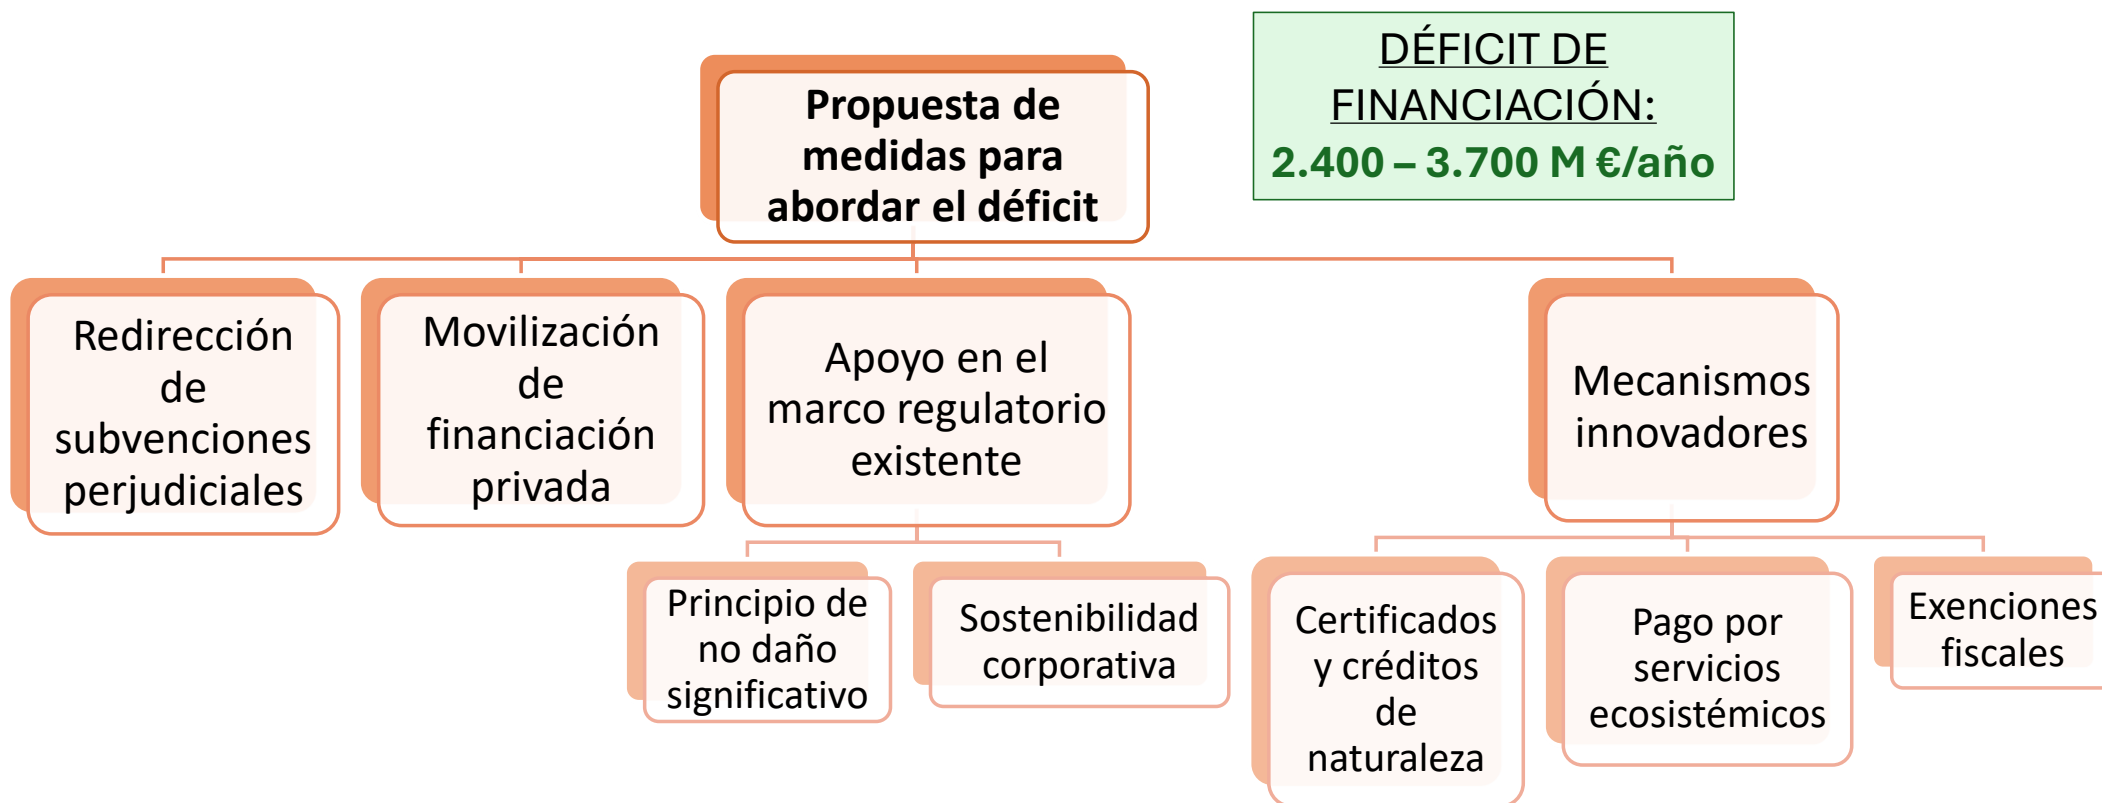 DÉFICIT DE
FINANCIACIÓN:
2.400 – 3.700 M €/año
Propuesta de
medidas para
abordar el déficit
Redirección
de
subvenciones
perjudiciales
Movilización
de
financiación
privada
Apoyo en el
marco regulatorio
existente
Mecanismos
innovadores
Principio de
no daño
significativo
Sostenibilidad
corporativa
Certificados
y créditos
de
naturaleza
Pago por
servicios
ecosistémicos
Exenciones
fiscales